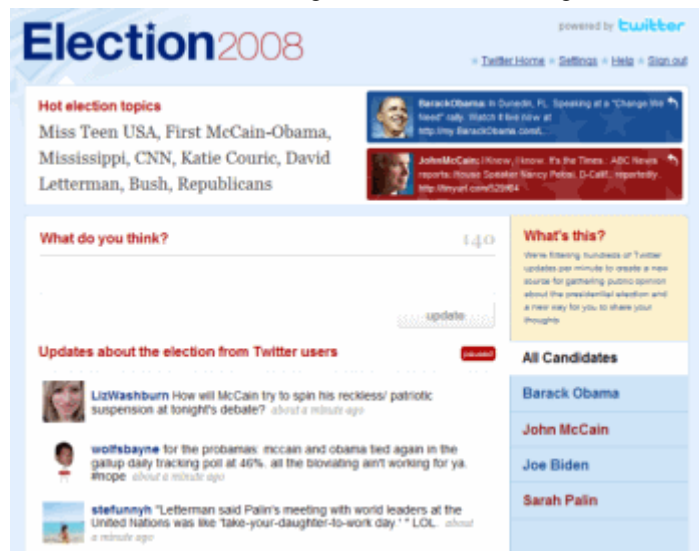 Election2008
powered by twitter
Twitter Home Settings Help Sign out
Hot election topics
Miss Teen USA, First McCain-Obama,
Mississippi, CNN, Katie Couric, David
Letterman, Bush, Republicans
BarackObama: In Dunedin, FL. Speaking at a "Change We
Need" rally. Watch it live now at
http://my.BarackObama.com/l..
JohnMcCain: I Know, I know. It's the Times. ABC News
reports: House Speaker Nancy Pelosi, D-Calif., reportedly.
What do you think?
140
update
Updates about the election from Twitter users
paused
LizWashburn How will McCain try to spin his reckless/ patriotic
suspension at tonight's debate? about a minute ago
wolfsbayne for the probamas: mccain and obama tied again in the
gallup daily tracking poll at 46%. all the bloviating ain't working for ya.
#nope about a minute ago
stefunnyh "Letterman said Palin's meeting with world leaders at the
United Nations was like 'take-your-daughter-to-work day.' " LOL. about
a minute ago
What's this?
We're filtering hundreds of Twitter
updates per minute to create a new
source for gathering public opinion
about the presidential election and
a new way for you to share your
thoughts
All Candidates
Barack Obama
John McCain
Joe Biden
Sarah Palin